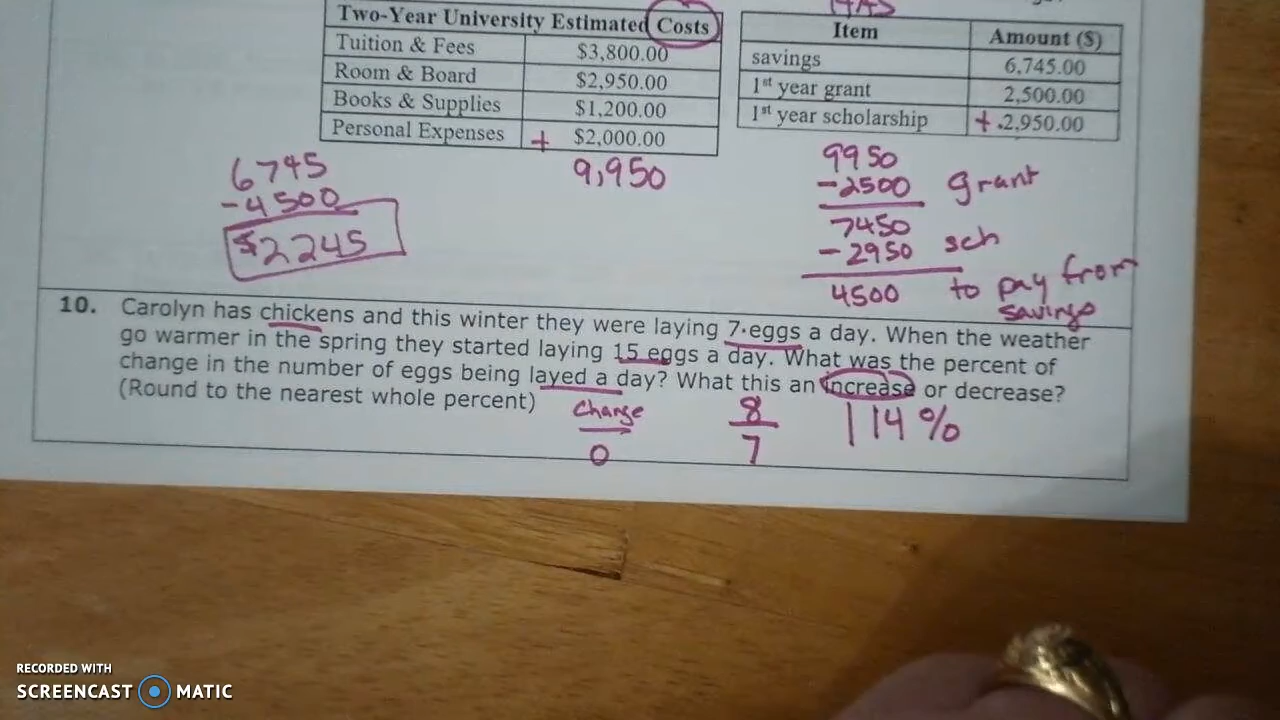 Two-Year University Estimated Costs
Tuition & Fees $3,800.00
Room & Board $2,950.00
Books & Supplies $1,200.00
Personal Expenses + $2,000.00
9,950
Item Amount ($)
savings 6,745.00
1st year grant 2,500.00
1st year scholarship + 2,950.00
6745
-4500
$2245
9950
-2500 grant
7450
-2950 sch
4500 to pay from
savings
10. Carolyn has chickens and this winter they were laying 7 eggs a day. When the weather
go warmer in the spring they started laying 15 eggs a day. What was the percent of
change in the number of eggs being layed a day? What this an increase or decrease?
(Round to the nearest whole percent)
Change
O
8
7
114%
RECORDED WITH
SCREENCAST MATIC